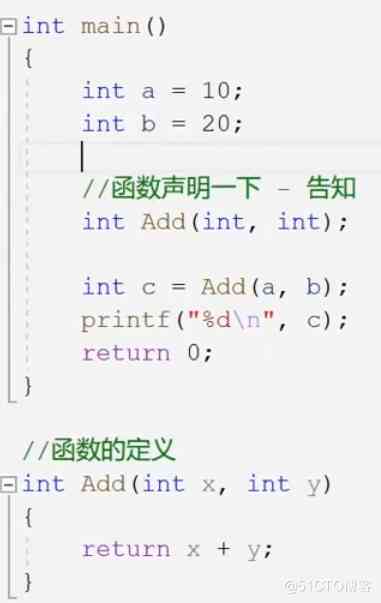 int main()
{
int a = 10;
int b = 20;
//函数声明一下 - 告知
int Add(int, int);
int c = Add(a, b);
printf("%d\n", c);
return 0;
}
//函数的定义
int Add(int x, int y)
{
return x + y;
}
@51CTO博客